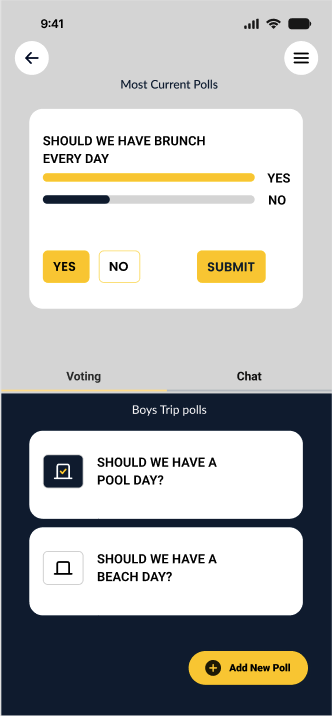 9:41
Most Current Polls
SHOULD WE HAVE BRUNCH
EVERY DAY
YES
NO
YES NO SUBMIT
Voting Chat
Boys Trip polls
SHOULD WE HAVE A
POOL DAY?
SHOULD WE HAVE A
BEACH DAY?
Add New Poll